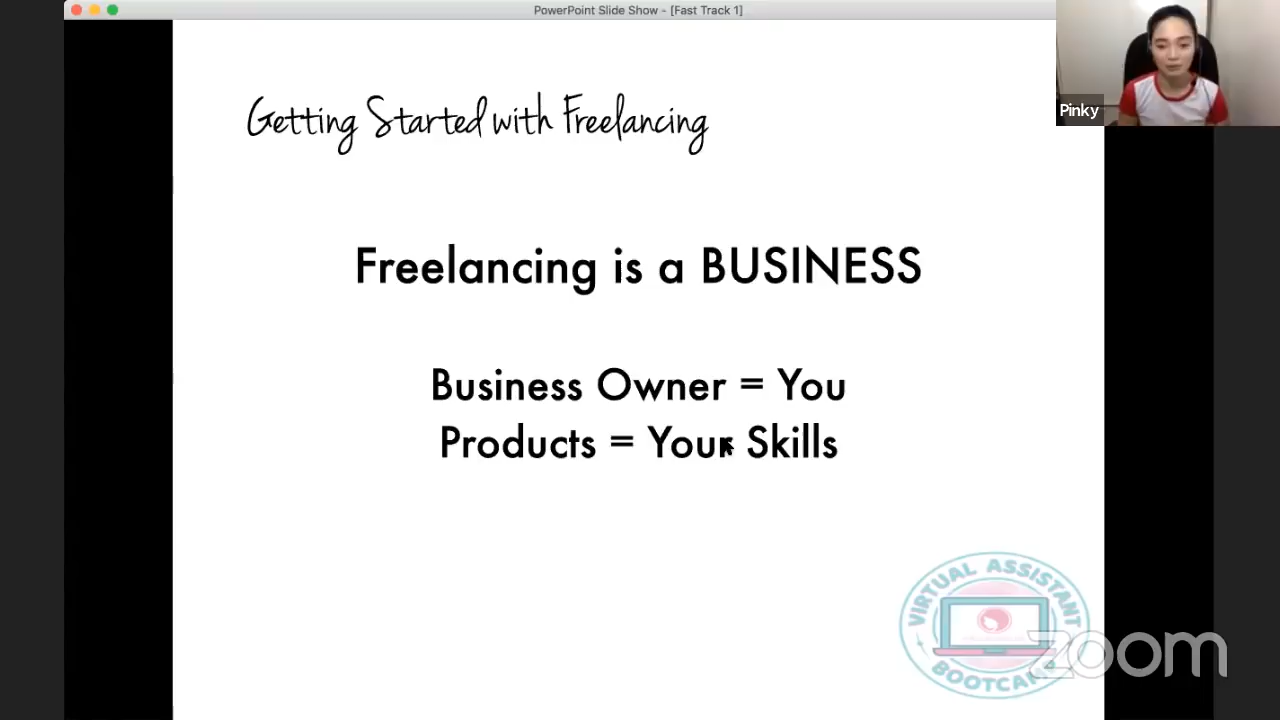 PowerPoint Slide Show - [Fast Track 1]
Pinky
Getting Started with Freelancing
Freelancing is a BUSINESS
Business Owner = You
Products = Your Skills
VIRTUAL ASSISTANT
BOOTCAMP
zoom